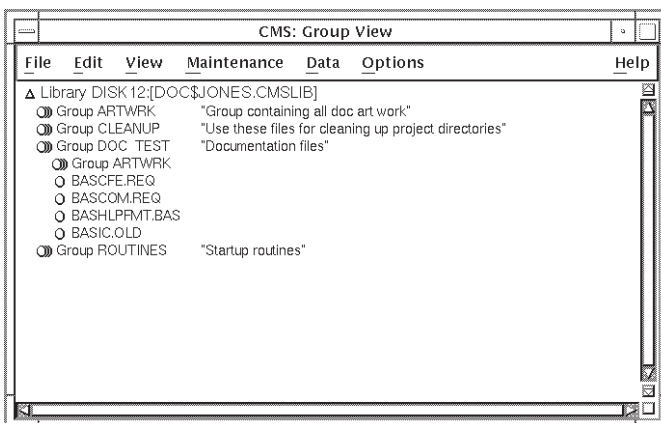 CMS: Group View
File Edit View Maintenance Data Options Help
Library DISK12:[DOC$JONES.CMSLIB]
Group ARTWRK "Group containing all doc art work"
Group CLEANUP "Use these files for cleaning up project directories"
Group DOC TEST "Documentation files"
Group ARTWRK
BASCFE.REQ
BASCOM.REQ
BASHLPFMT.BAS
BASIC.OLD
Group ROUTINES "Startup routines"